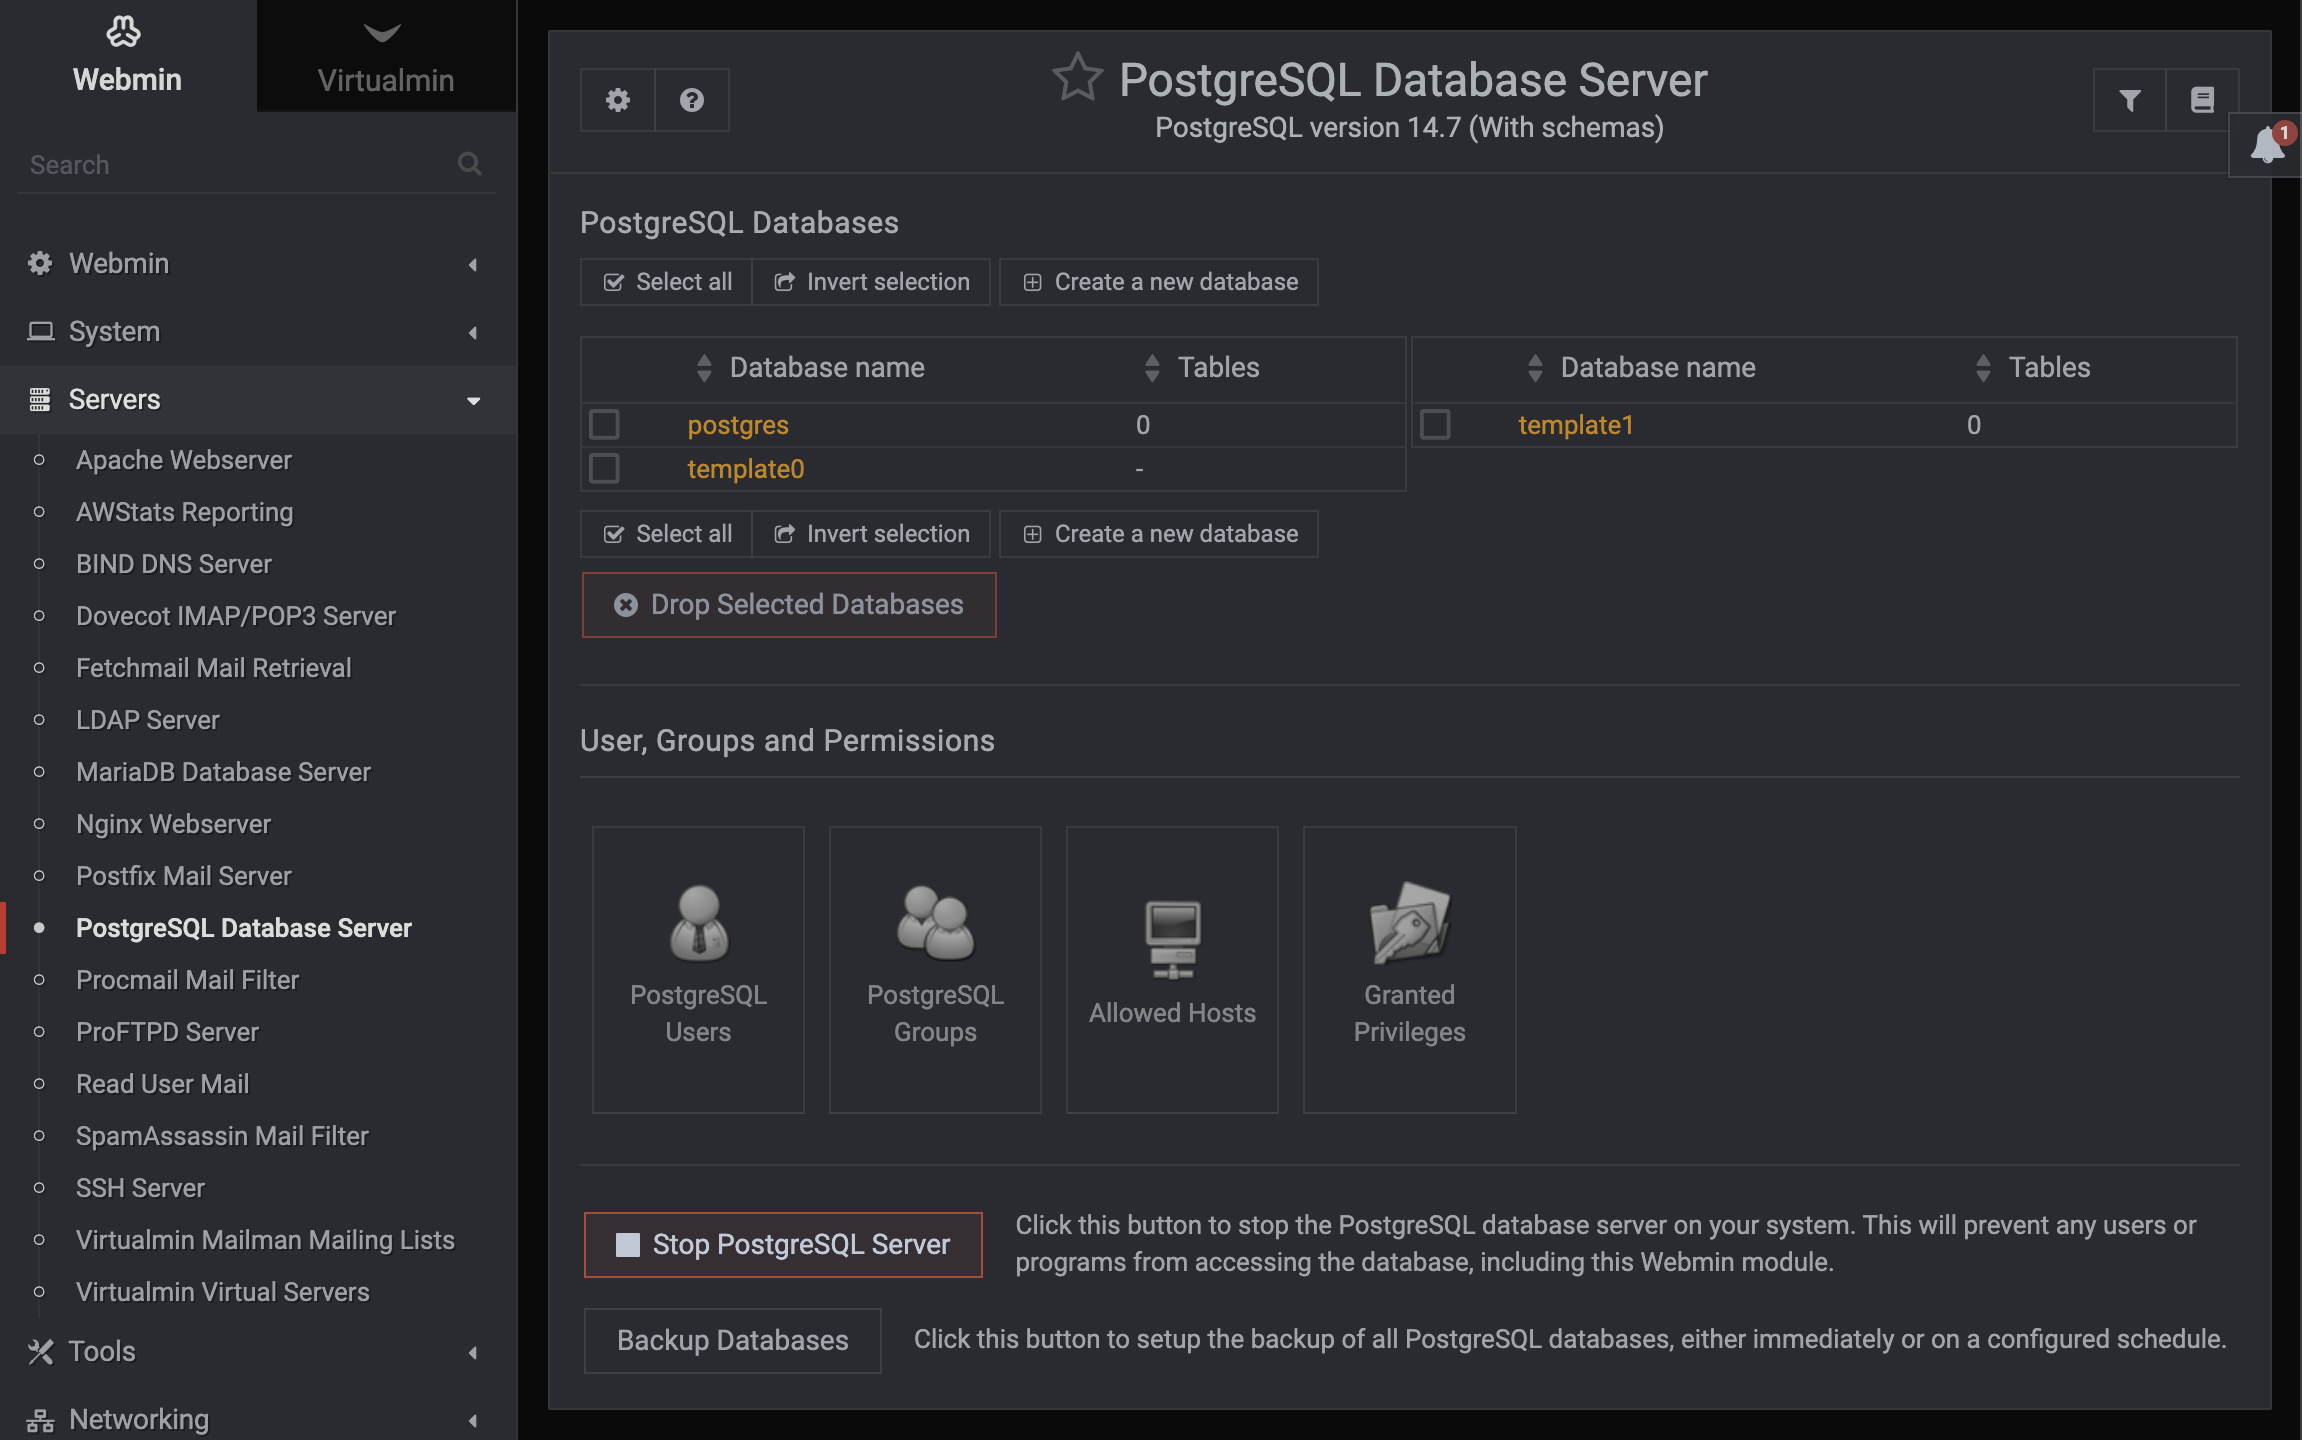 Webmin
Virtualmin
Search
Webmin
System
Servers
Apache Webserver
AWStats Reporting
BIND DNS Server
Dovecot IMAP/POP3 Server
Fetchmail Mail Retrieval
LDAP Server
MariaDB Database Server
Nginx Webserver
Postfix Mail Server
PostgreSQL Database Server
Procmail Mail Filter
ProFTPD Server
Read User Mail
SpamAssassin Mail Filter
SSH Server
Virtualmin Mailman Mailing Lists
Virtualmin Virtual Servers
Tools
Networking
PostgreSQL Database Server
PostgreSQL version 14.7 (With schemas)
1
PostgreSQL Databases
Select all Invert selection Create a new database
Database name Tables Database name Tables
postgres 0 template1 0
template0 -
Select all Invert selection Create a new database
Drop Selected Databases
User, Groups and Permissions
PostgreSQL Users
PostgreSQL Groups
Allowed Hosts
Granted Privileges
Stop PostgreSQL Server
Click this button to stop the PostgreSQL database server on your system. This will prevent any users or
programs from accessing the database, including this Webmin module.
Backup Databases
Click this button to setup the backup of all PostgreSQL databases, either immediately or on a configured schedule.